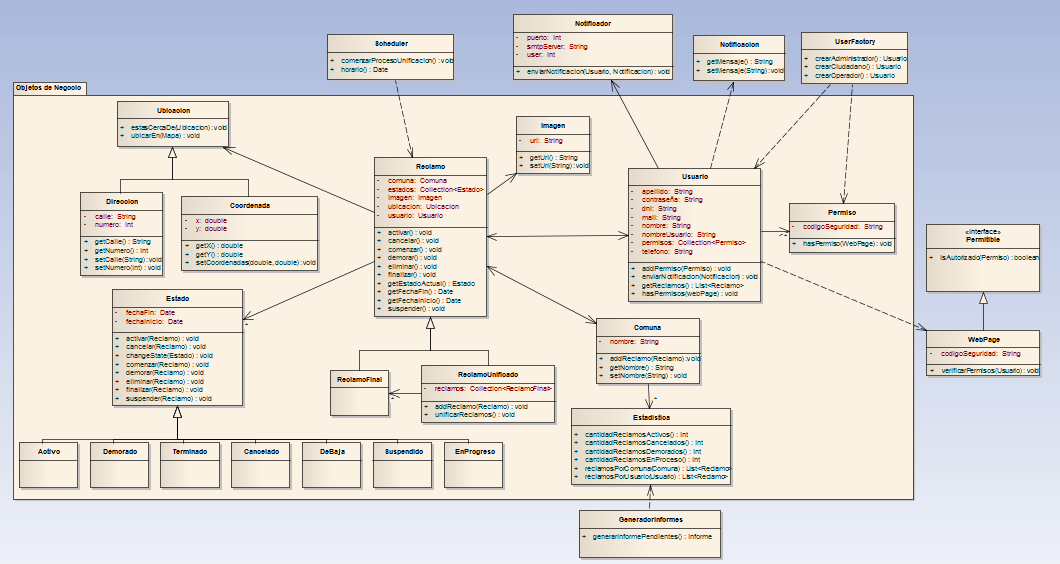 Scheduler
+ comenzarProcesoUnificacion() : void
+ horario() : Date
Notificador
- puerto: int
- smtpServer: String
- user: int
+ enviarNotificacion(Usuario, Notificacion) : void
Notificacion
+ getMensaje() : String
+ setMensaje(String) : void
UserFactory
+ crearAdministrador() : Usuario
+ crearCiudadano() : Usuario
+ crearOperador() : Usuario
Objetos de Negocio
Ubicacion
+ estasCercaDe(Ubicacion) : void
+ ubicarEn(Mapa) : void
Imagen
- url: String
+ getUrl() : String
+ setUrl(String) : void
Reclamo
- comuna: Comuna
- estados: Collection<Estado>
- imagen: Imagen
- ubicacion: Ubicacion
- usuario: Usuario
+ activar() : void
+ cancelar() : void
+ comenzar() : void
+ demorar() : void
+ eliminar() : void
+ finalizar() : void
+ getEstadoActual() : Estado
+ getFechaFin() : Date
+ getFechaInicio() : Date
+ suspender() : void
Usuario
- apellido: String
- contraseña: String
- dni: String
- mail: String
- nombre: String
- nombreUsuario: String
- permisos: Collection<Permiso>
- telefono: String
+ addPermiso(Permiso) : void
+ enviarNotificacion(Notificacion) : void
+ getReclamos() : List<Reclamo>
+ hasPermisos(webPage) : void
Direccion
- calle: String
- numero: int
+ getCalle() : String
+ getNumero() : int
+ setCalle(String) : void
+ setNumero(int) : void
Coordenada
- x: double
- y: double
+ getX() : double
+ getY() : double
+ setCoordenadas(double, double) : void
Permiso
- codigoSeguridad: String
+ hasPermiso(WebPage) : void
«interface»
Permitible
+ isAutorizado(Permiso) : boolean
Estado
- fechaFin: Date
- fechaInicio: Date
+ activar(Reclamo) : void
+ cancelar(Reclamo) : void
+ changeState(Estado) : void
+ comenzar(Reclamo) : void
+ demorar(Reclamo) : void
+ eliminar(Reclamo) : void
+ finalizar(Reclamo) : void
+ suspender(Reclamo) : void
Comuna
- nombre: String
+ addReclamo(Reclamo) : void
+ getNombre() : String
+ setNombre(String) : void
WebPage
- codigoSeguridad: String
+ verificarPermisos(Usuario) : void
ReclamoFinal
ReclamoUnificado
- reclamos: Collection<ReclamoFinal>
+ addReclamo(Reclamo) : void
+ unificarReclamos() : void
Estadistica
+ cantidadReclamosActivos() : int
+ cantidadReclamosCancelados() : int
+ cantidadReclamosDemorados() : int
+ cantidadReclamosEnProceso() : int
+ reclamosPorComuna(Comuna) : List<Reclamo>
+ reclamosPorUsuario(Usuario) : List<Reclamo>
Activo
Demorado
Terminado
Cancelado
DeBaja
Suspendido
EnProgreso
GeneradorInformes
+ generarInformePendientes() : Informe